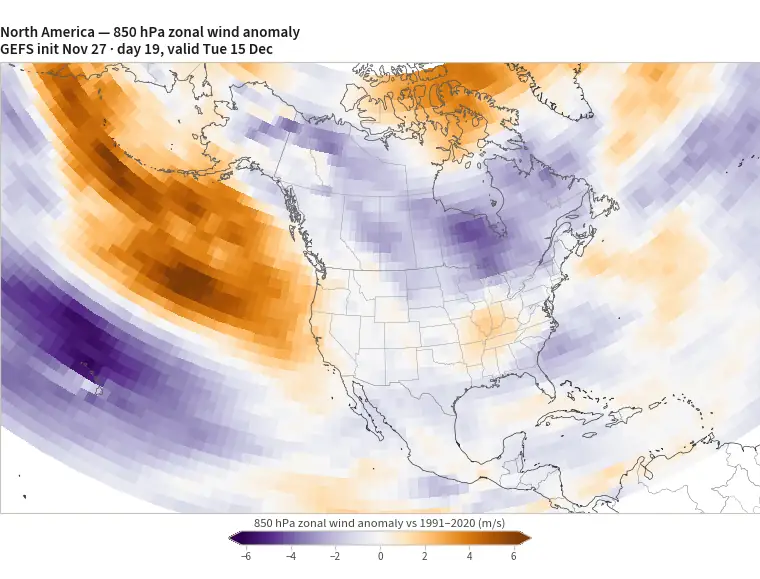 North America — 850 hPa zonal wind anomaly
GEFS init Nov 27 · day 19, valid Tue 15 Dec
850 hPa zonal wind anomaly vs 1991–2020 (m/s)
−6 −4 −2 0 2 4 6